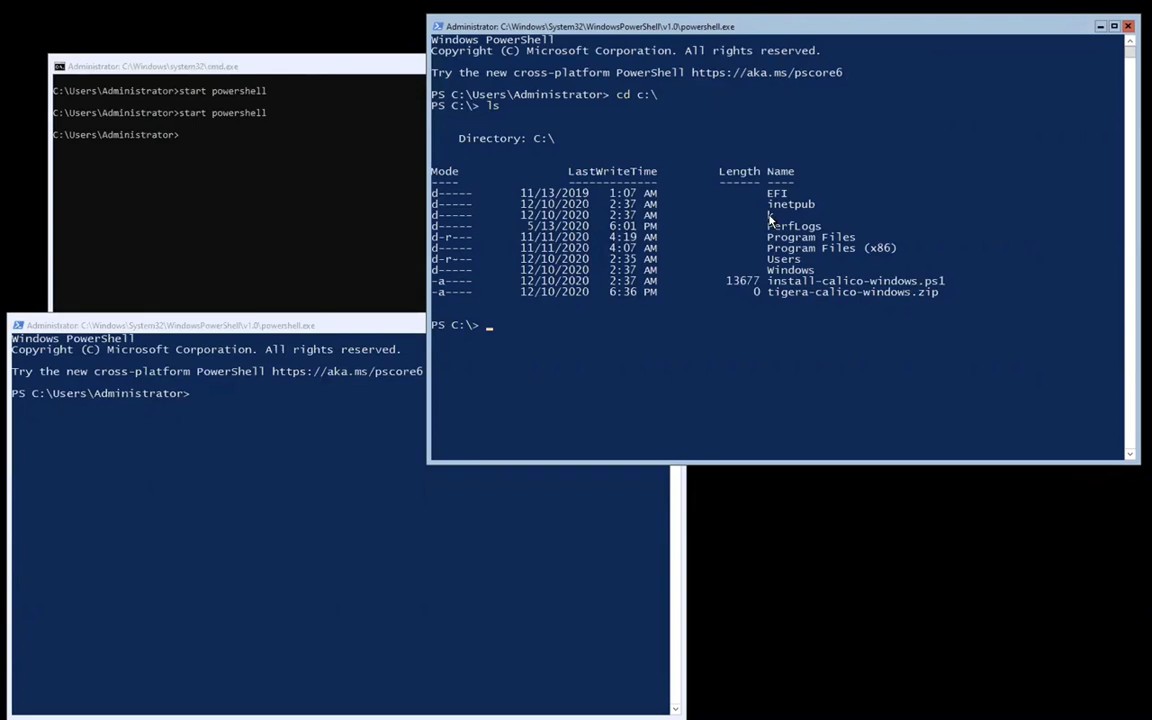 Administrator: C:\Windows\system32\cmd.exe
C:\Users\Administrator>start powershell
C:\Users\Administrator>start powershell
C:\Users\Administrator>
Administrator: C:\Windows\System32\WindowsPowerShell\v1.0\powershell.exe
Windows PowerShell
Copyright (C) Microsoft Corporation. All rights reserved.
Try the new cross-platform PowerShell https://aka.ms/pscore6
PS C:\Users\Administrator> cd c:\
PS C:\> ls
Directory: C:\
Mode LastWriteTime Length Name
---- ------------- ------ ----
d----- 11/13/2019 1:07 AM EFI
d----- 12/10/2020 2:37 AM inetpub
d----- 12/10/2020 2:37 AM k
d----- 5/13/2020 6:01 PM PerfLogs
d-r--- 11/11/2020 4:19 AM Program Files
d----- 11/11/2020 4:07 AM Program Files (x86)
d-r--- 12/10/2020 2:35 AM Users
d----- 12/10/2020 2:37 AM Windows
-a---- 12/10/2020 2:37 AM 13677 install-calico-windows.ps1
-a---- 12/10/2020 6:36 PM 0 tigera-calico-windows.zip
PS C:\> _
Administrator: C:\Windows\System32\WindowsPowerShell\v1.0\powershell.exe
Windows PowerShell
Copyright (C) Microsoft Corporation. All rights reserved.
Try the new cross-platform PowerShell https://aka.ms/pscore6
PS C:\Users\Administrator>